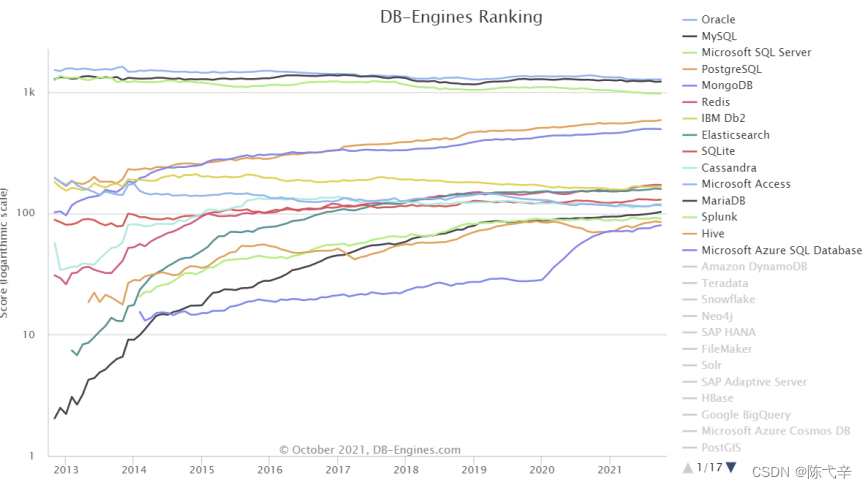 DB-Engines Ranking
Score (logarithmic scale)
1k
100
10
1
2013 2014 2015 2016 2017 2018 2019 2020 2021
© October 2021, DB-Engines.com
Oracle
MySQL
Microsoft SQL Server
PostgreSQL
MongoDB
Redis
IBM Db2
Elasticsearch
SQLite
Cassandra
Microsoft Access
MariaDB
Splunk
Hive
Microsoft Azure SQL Database
Amazon DynamoDB
Teradata
Snowflake
Neo4j
SAP HANA
FileMaker
Solr
SAP Adaptive Server
HBase
Google BigQuery
Microsoft Azure Cosmos DB
PostGIS
1/17
CSDN @陈弋辛